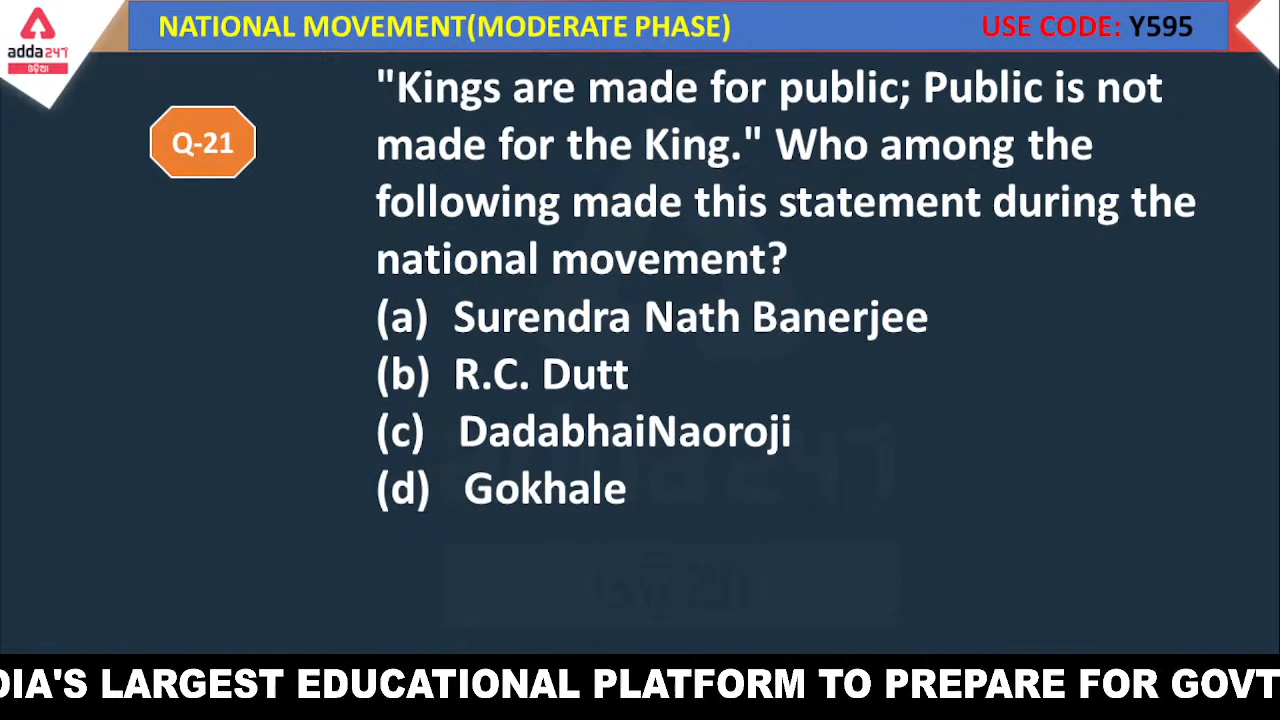 NATIONAL MOVEMENT(MODERATE PHASE)
USE CODE: Y595
adda247
ଓଡ଼ିଆ
Q-21
"Kings are made for public; Public is not
made for the King." Who among the
following made this statement during the
national movement?
(a) Surendra Nath Banerjee
(b) R.C. Dutt
(c) DadabhaiNaoroji
(d) Gokhale
DIA'S LARGEST EDUCATIONAL PLATFORM TO PREPARE FOR GOVT